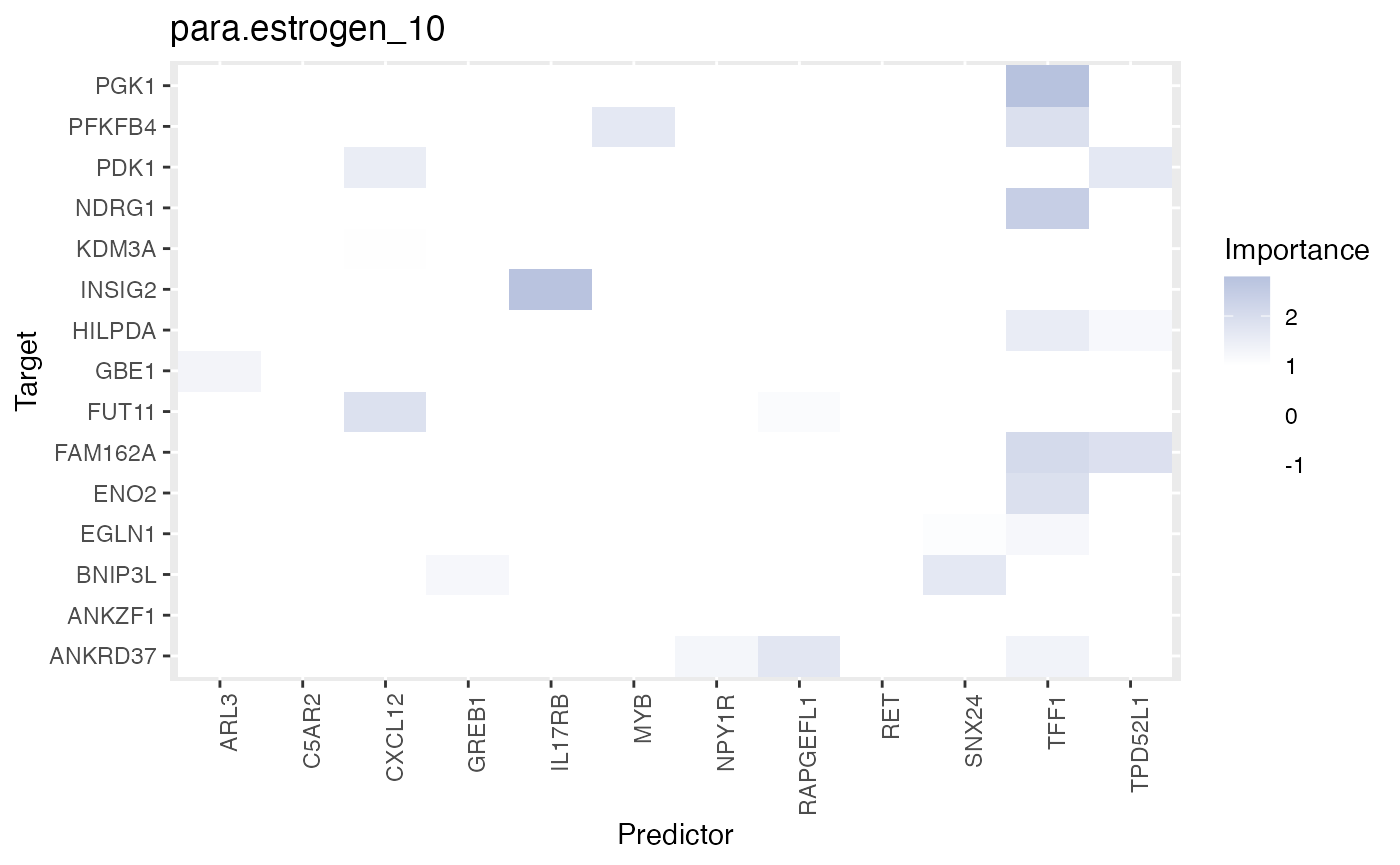 para.estrogen_10
Target
PGK1
PFKFB4
PDK1
NDRG1
KDM3A
INSIG2
HILPDA
GBE1
FUT11
FAM162A
ENO2
EGLN1
BNIP3L
ANKZF1
ANKRD37
ARL3
C5AR2
CXCL12
GREB1
IL17RB
MYB
NPY1R
RAPGEFL1
RET
SNX24
TFF1
TPD52L1
Predictor
Importance
2
1
0
-1